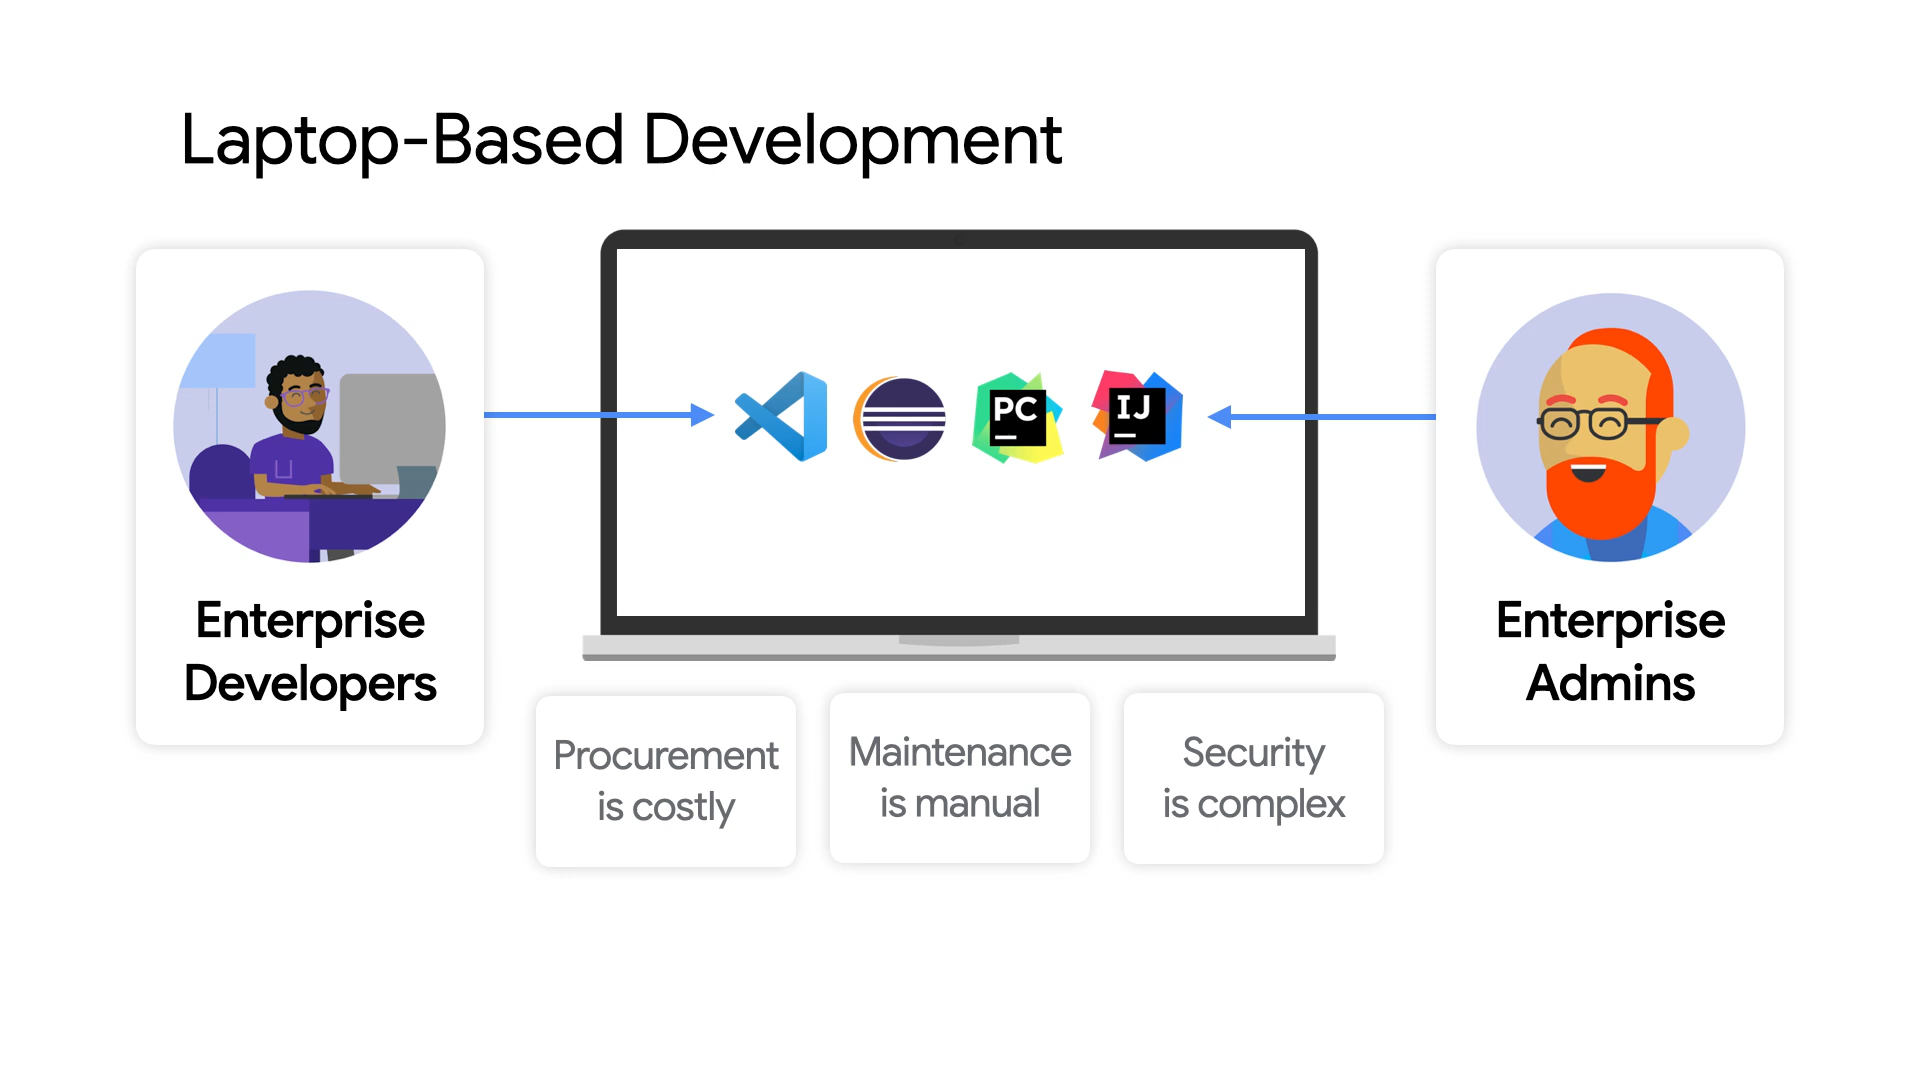 Laptop-Based Development
PC
IJ
Enterprise
Developers
Enterprise
Admins
Procurement
is costly
Maintenance
is manual
Security
is complex